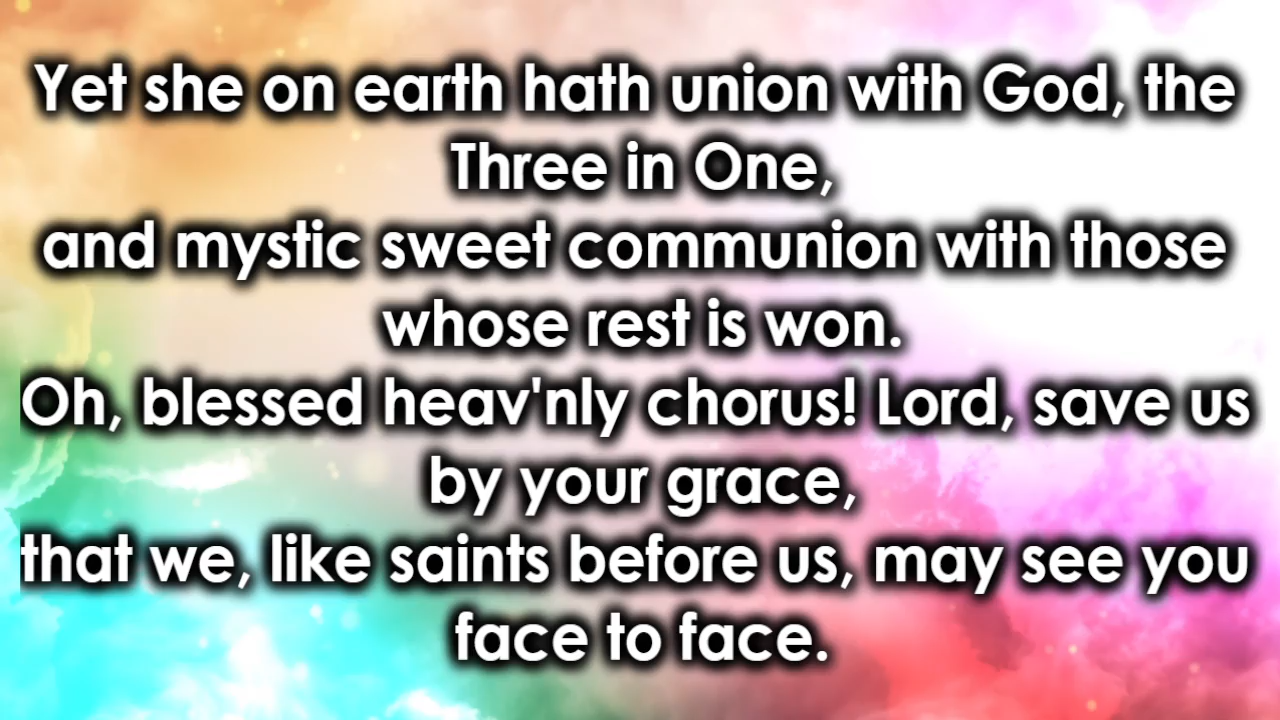 Yet she on earth hath union with God, the
Three in One,
and mystic sweet communion with those
whose rest is won.
Oh, blessed heav'nly chorus! Lord, save us
by your grace,
that we, like saints before us, may see you
face to face.